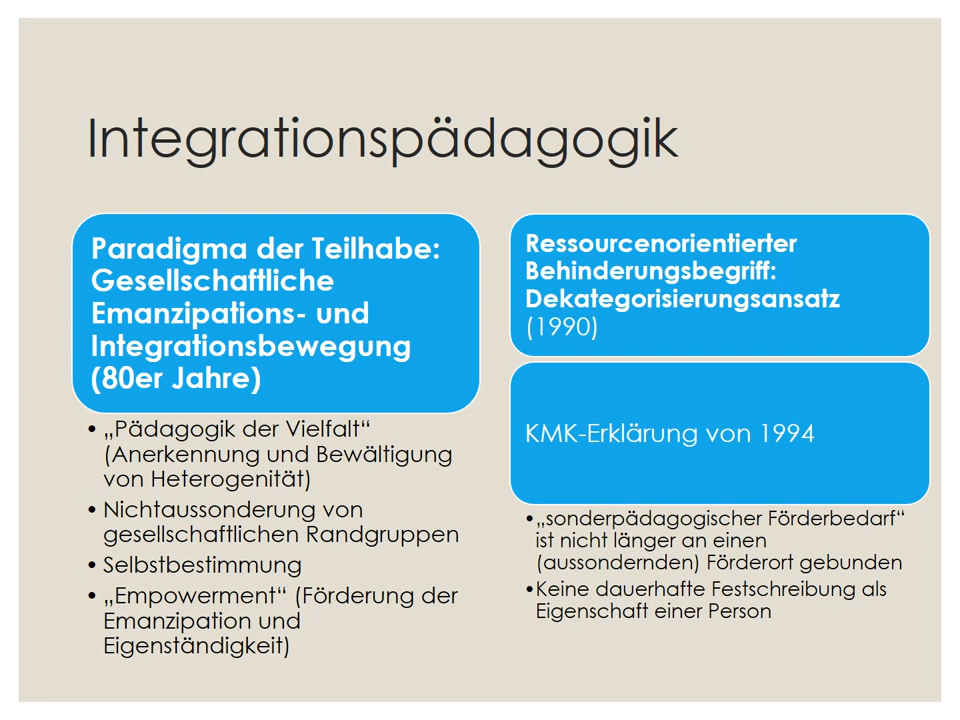 Integrationspädagogik
Paradigma der Teilhabe:
Gesellschaftliche
Emanzipations- und
Integrationsbewegung
(80er Jahre)
• „Pädagogik der Vielfalt“
(Anerkennung und Bewältigung
von Heterogenität)
• Nichtaussonderung von
gesellschaftlichen Randgruppen
• Selbstbestimmung
• „Empowerment“ (Förderung der
Emanzipation und
Eigenständigkeit)
Ressourcenorientierter
Behinderungsbegriff:
Dekategorisierungsansatz
(1990)
KMK-Erklärung von 1994
•„sonderpädagogischer Förderbedarf“
ist nicht länger an einen
(aussondernden) Förderort gebunden
•Keine dauerhafte Festschreibung als
Eigenschaft einer Person